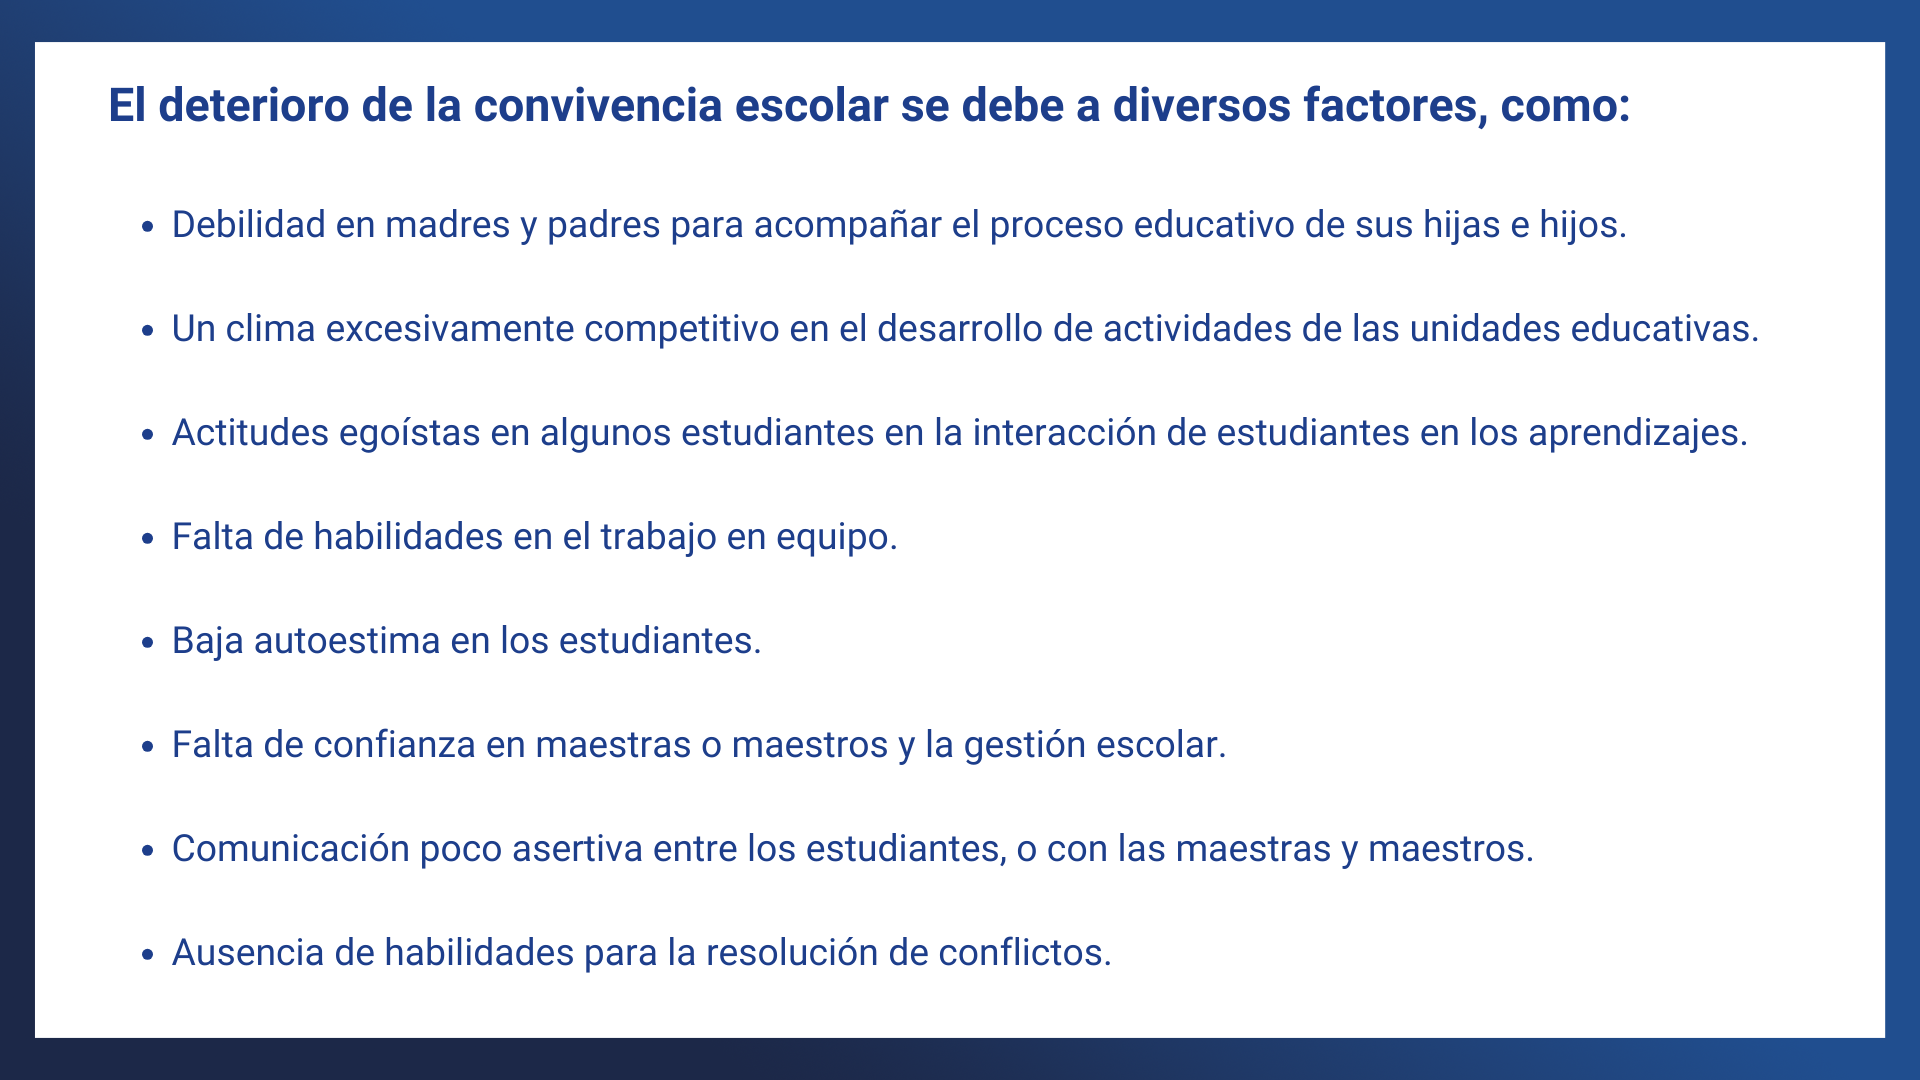 El deterioro de la convivencia escolar se debe a diversos factores, como:
• Debilidad en madres y padres para acompañar el proceso educativo de sus hijas e hijos.
• Un clima excesivamente competitivo en el desarrollo de actividades de las unidades educativas.
• Actitudes egoístas en algunos estudiantes en la interacción de estudiantes en los aprendizajes.
• Falta de habilidades en el trabajo en equipo.
• Baja autoestima en los estudiantes.
• Falta de confianza en maestras o maestros y la gestión escolar.
• Comunicación poco asertiva entre los estudiantes, o con las maestras y maestros.
• Ausencia de habilidades para la resolución de conflictos.